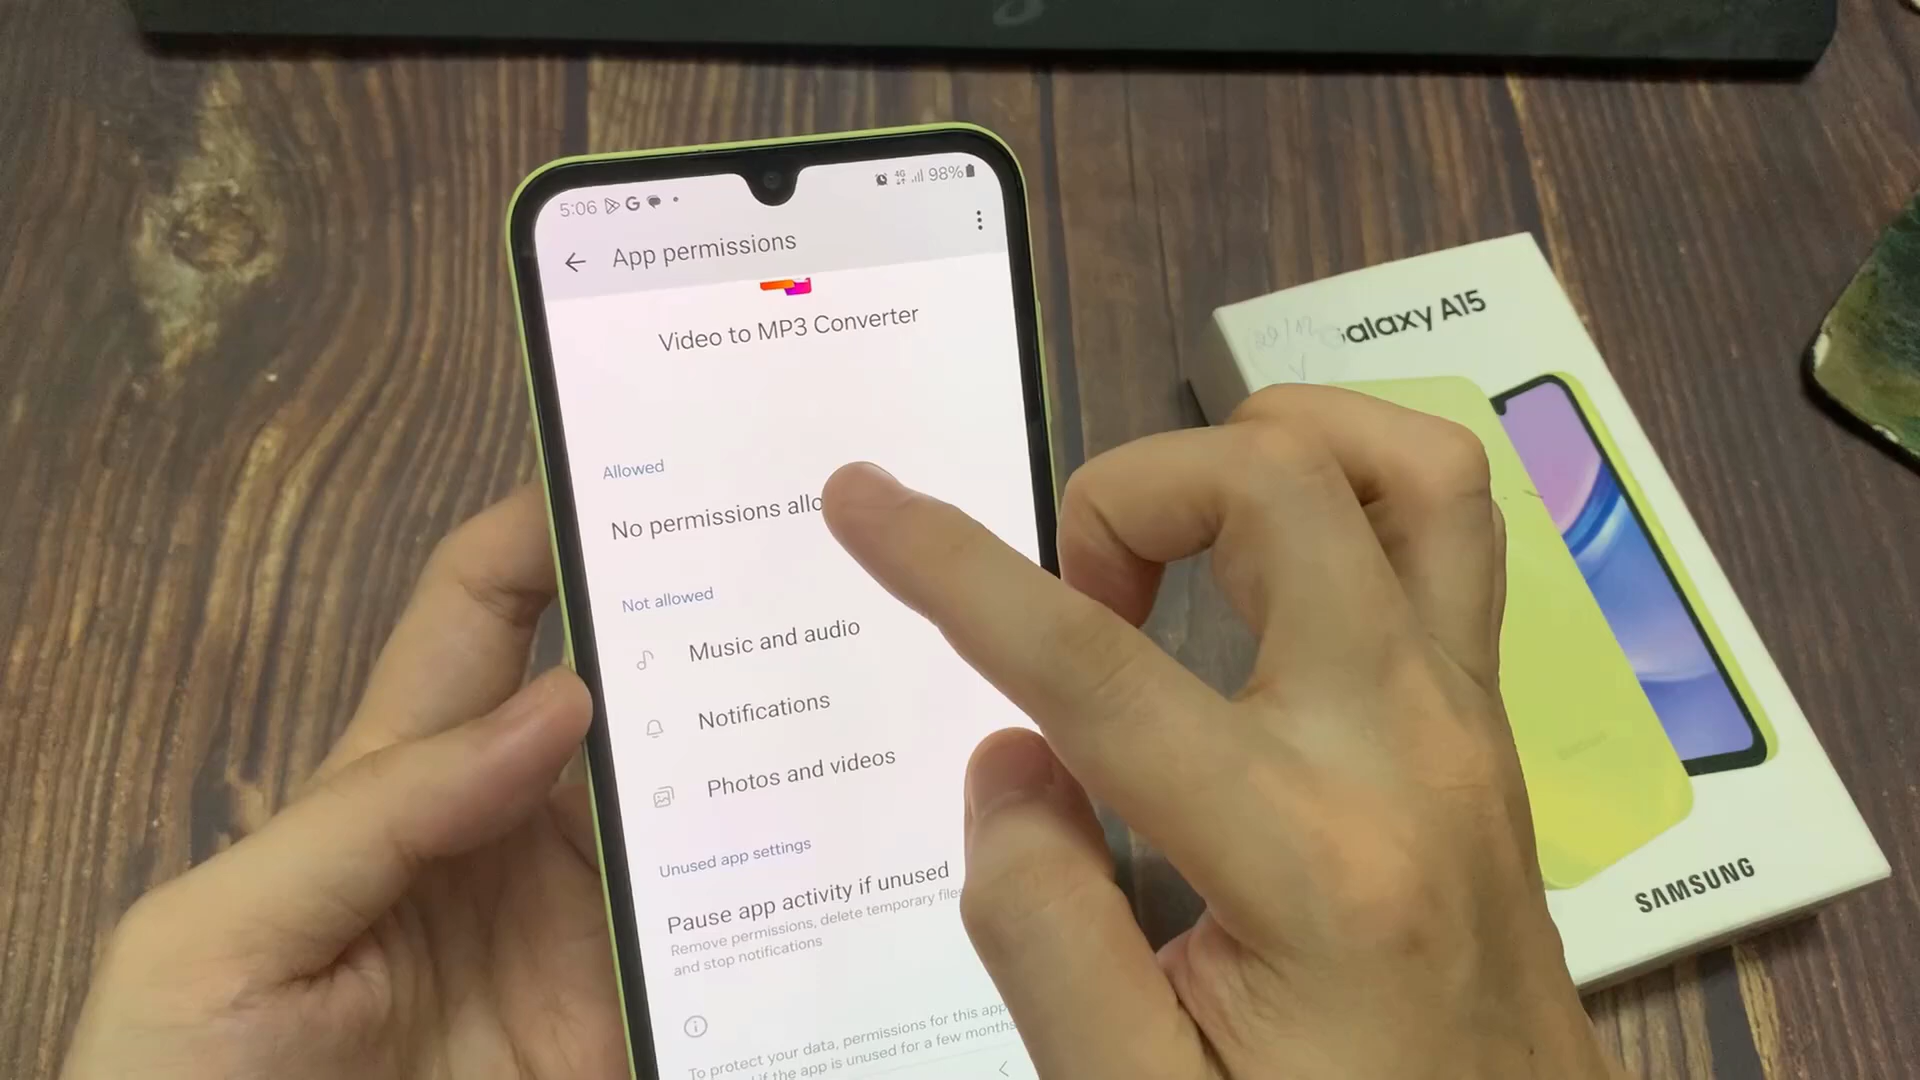 5:06
4G 98%
App permissions
Video to MP3 Converter
Allowed
No permissions allo
Not allowed
Music and audio
Notifications
Photos and videos
Unused app settings
Pause app activity if unused
Remove permissions, delete temporary files
and stop notifications
To protect your data, permissions for this app
if the app is unused for a few months
Galaxy A15
SAMSUNG